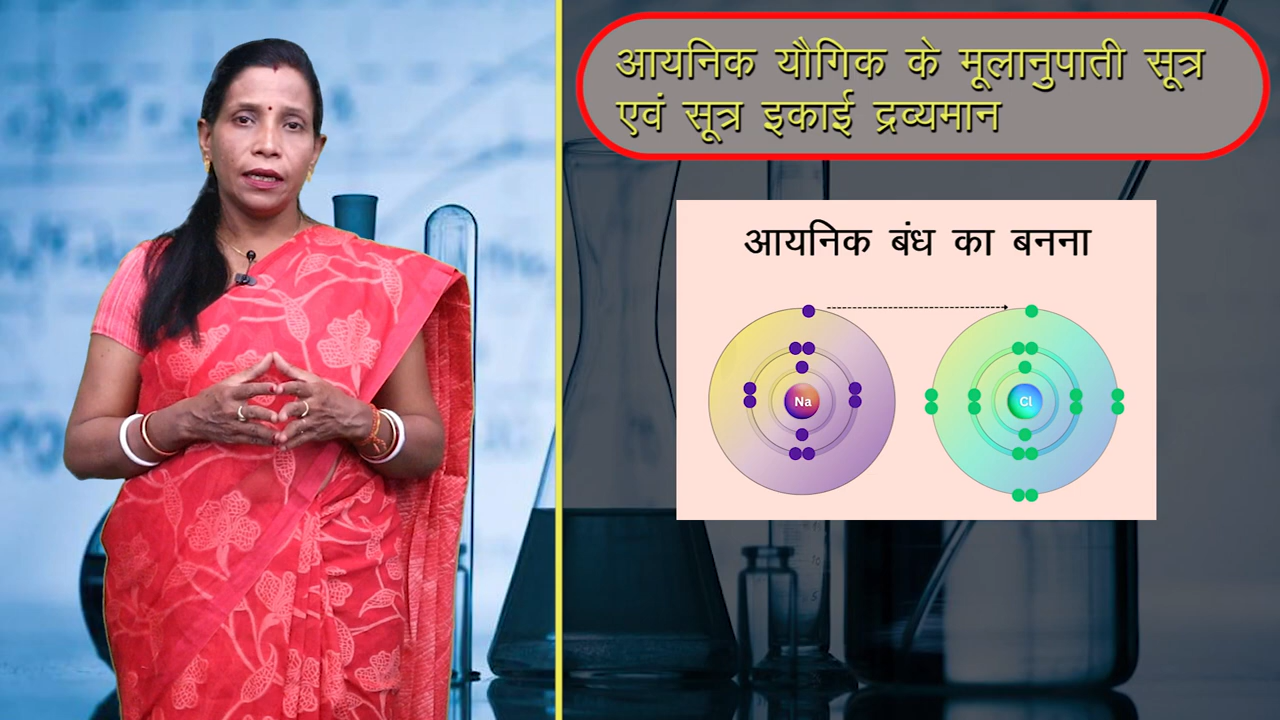 आयनिक यौगिक के मूलानुपाती सूत्र
एवं सूत्र इकाई द्रव्यमान
आयनिक बंध का बनना
Na
Cl